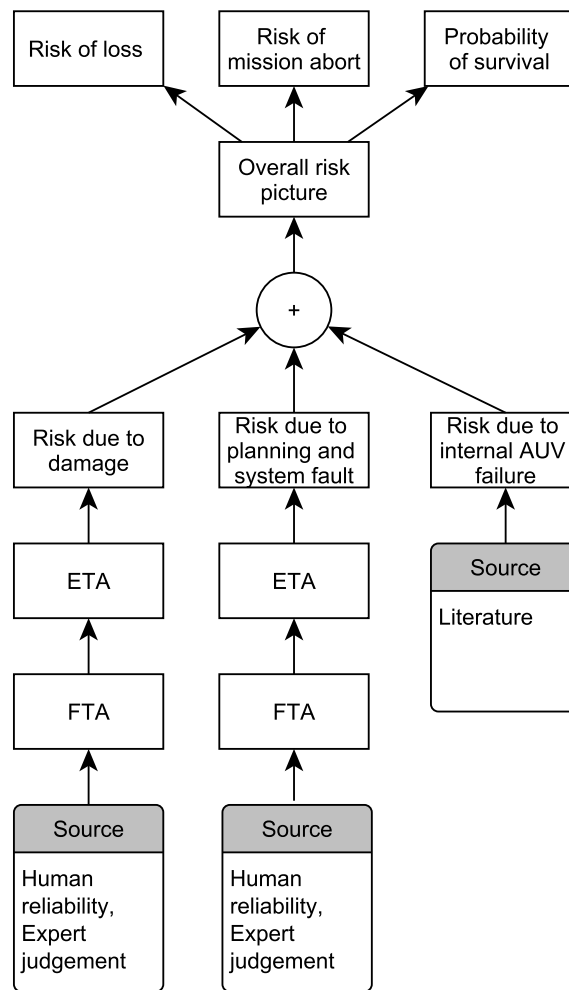 Risk of loss
Risk of
mission abort
Probability
of survival
Overall risk
picture
+
Risk due to
damage
Risk due to
planning and
system fault
Risk due to
internal AUV
failure
ETA
ETA
Source
Literature
FTA
FTA
Source
Human
reliability,
Expert
judgement
Source
Human
reliability,
Expert
judgement